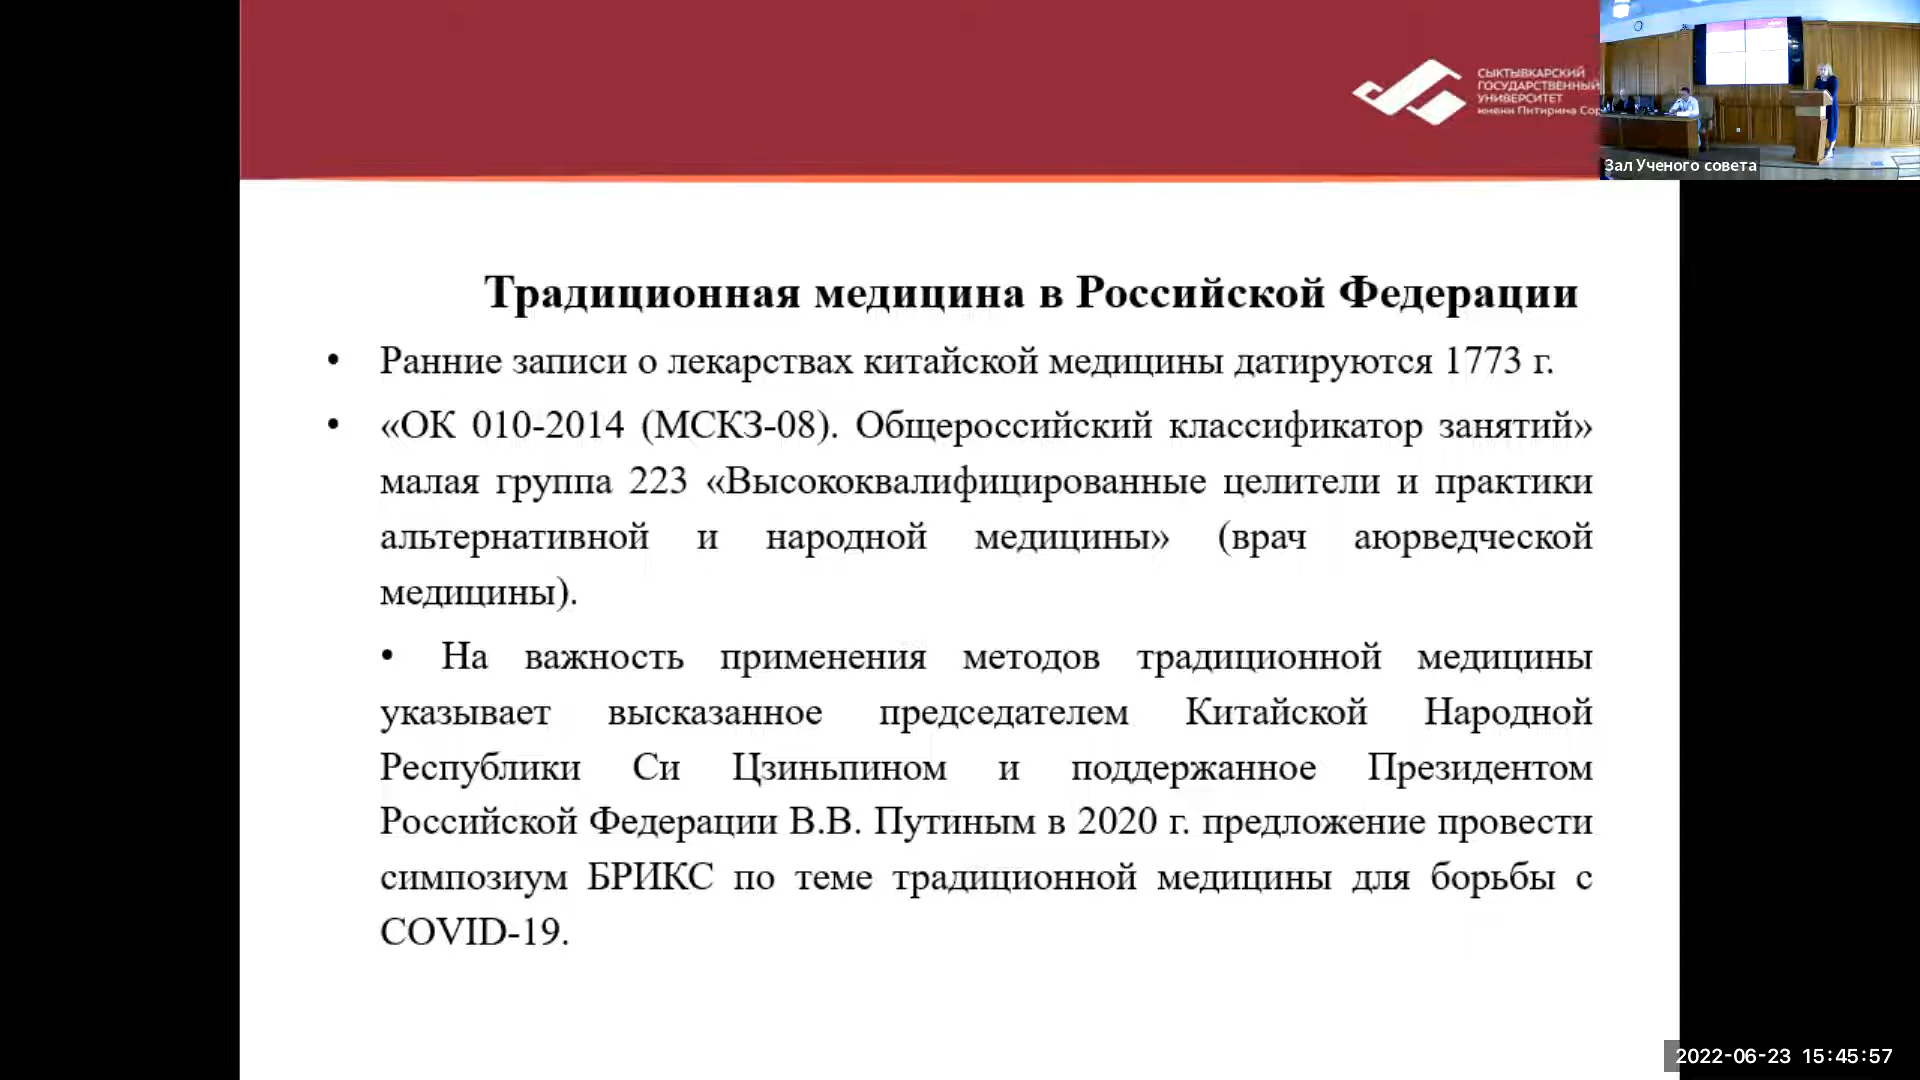 СЫКТЫВКАРСКИЙ
ГОСУДАРСТВЕННЫЙ
УНИВЕРСИТЕТ
имени Питирима
Зал Ученого совета
Традиционная медицина в Российской Федерации
• Ранние записи о лекарствах китайской медицины датируются 1773 г.
• «ОК 010-2014 (МСКЗ-08). Общероссийский классификатор занятий»
малая группа 223 «Высококвалифицированные целители и практики
альтернативной и народной медицины» (врач аюрведческой
медицины).
• На важность применения методов традиционной медицины
указывает высказанное председателем Китайской Народной
Республики Си Цзиньпином и поддержанное Президентом
Российской Федерации В.В. Путиным в 2020 г. предложение провести
симпозиум БРИКС по теме традиционной медицины для борьбы с
COVID-19.
2022-06-23 15:45:57